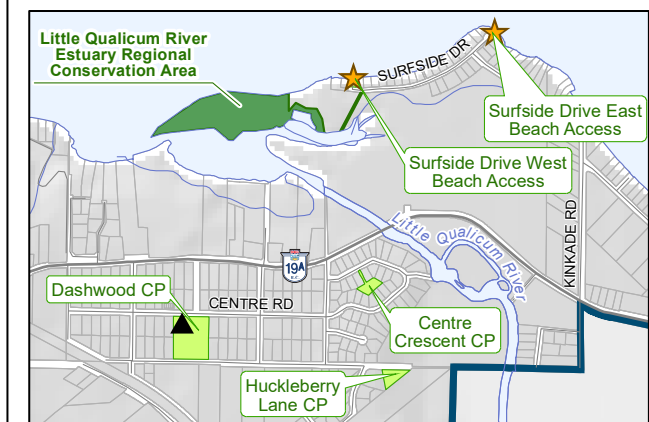 Little Qualicum River
Estuary Regional
Conservation Area
SURFSIDE DR
Surfside Drive East
Beach Access
Surfside Drive West
Beach Access
Little Qualicum River
KINKADE RD
19A
Dashwood CP
CENTRE RD
Centre
Crescent CP
Huckleberry
Lane CP